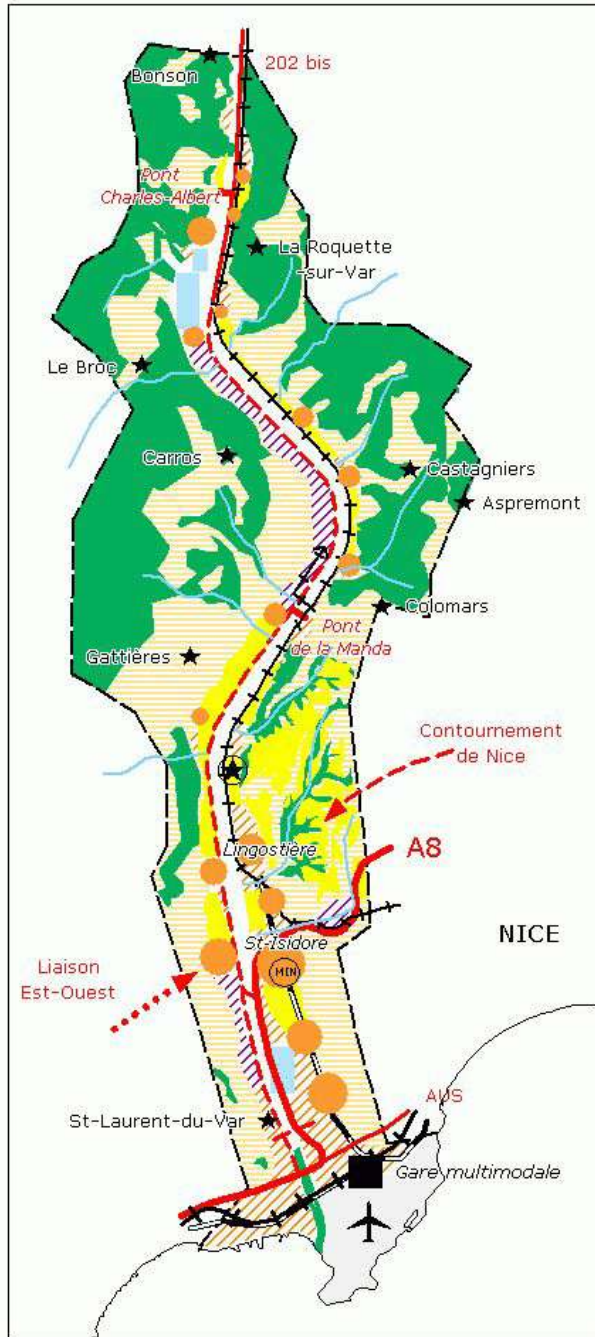 202 bis
Bonson
Pont
Charles-Albert
La Roquette
-sur-Var
Le Broc
Carros
Castagniers
Aspremont
Colomars
Pont
de la Manda
Gattières
Contournement
de Nice
Lingostière
A8
St-Isidore
NICE
MIN
Liaison
Est-Ouest
AUS
St-Laurent-du-Var
Gare multimodale